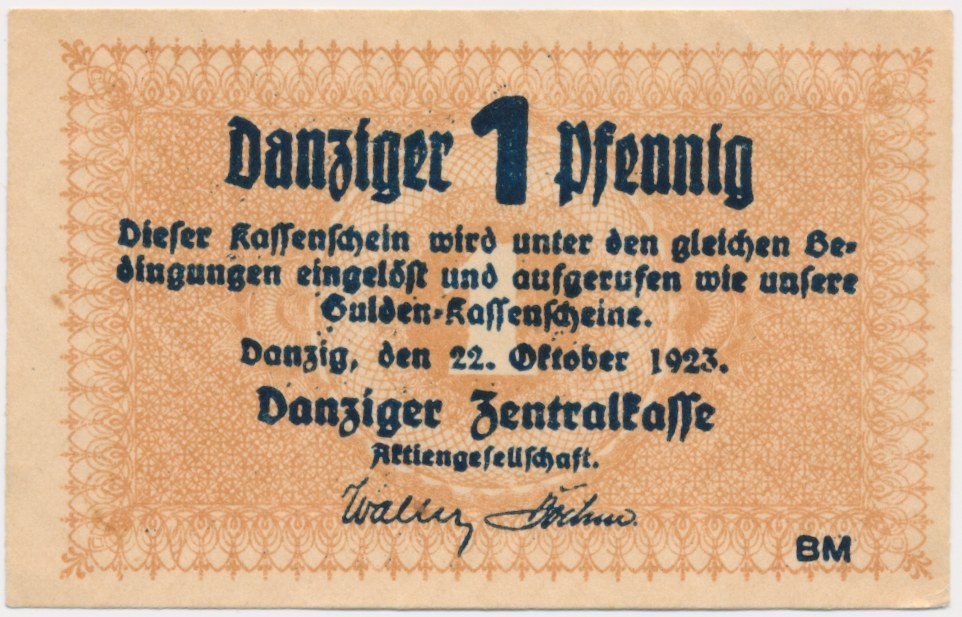 Danziger 1 Pfennig
Dieser Kassenschein wird unter den gleichen Be-
dingungen eingelöst und aufgerufen wie unsere
Gulden-Kassenscheine.
Danzig, den 22. Oktober 1923.
Danziger Zentralkasse
Aktiengesellschaft.
BM